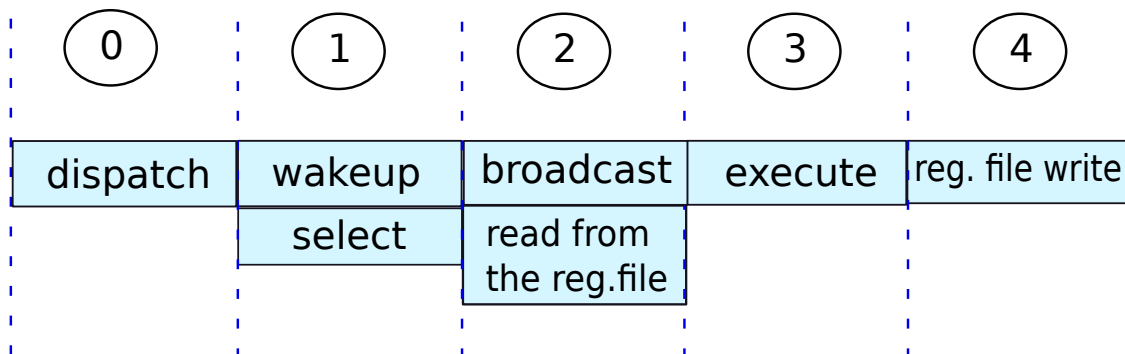 0 1 2 3 4
dispatch wakeup broadcast execute reg. file write
select read from
the reg.file